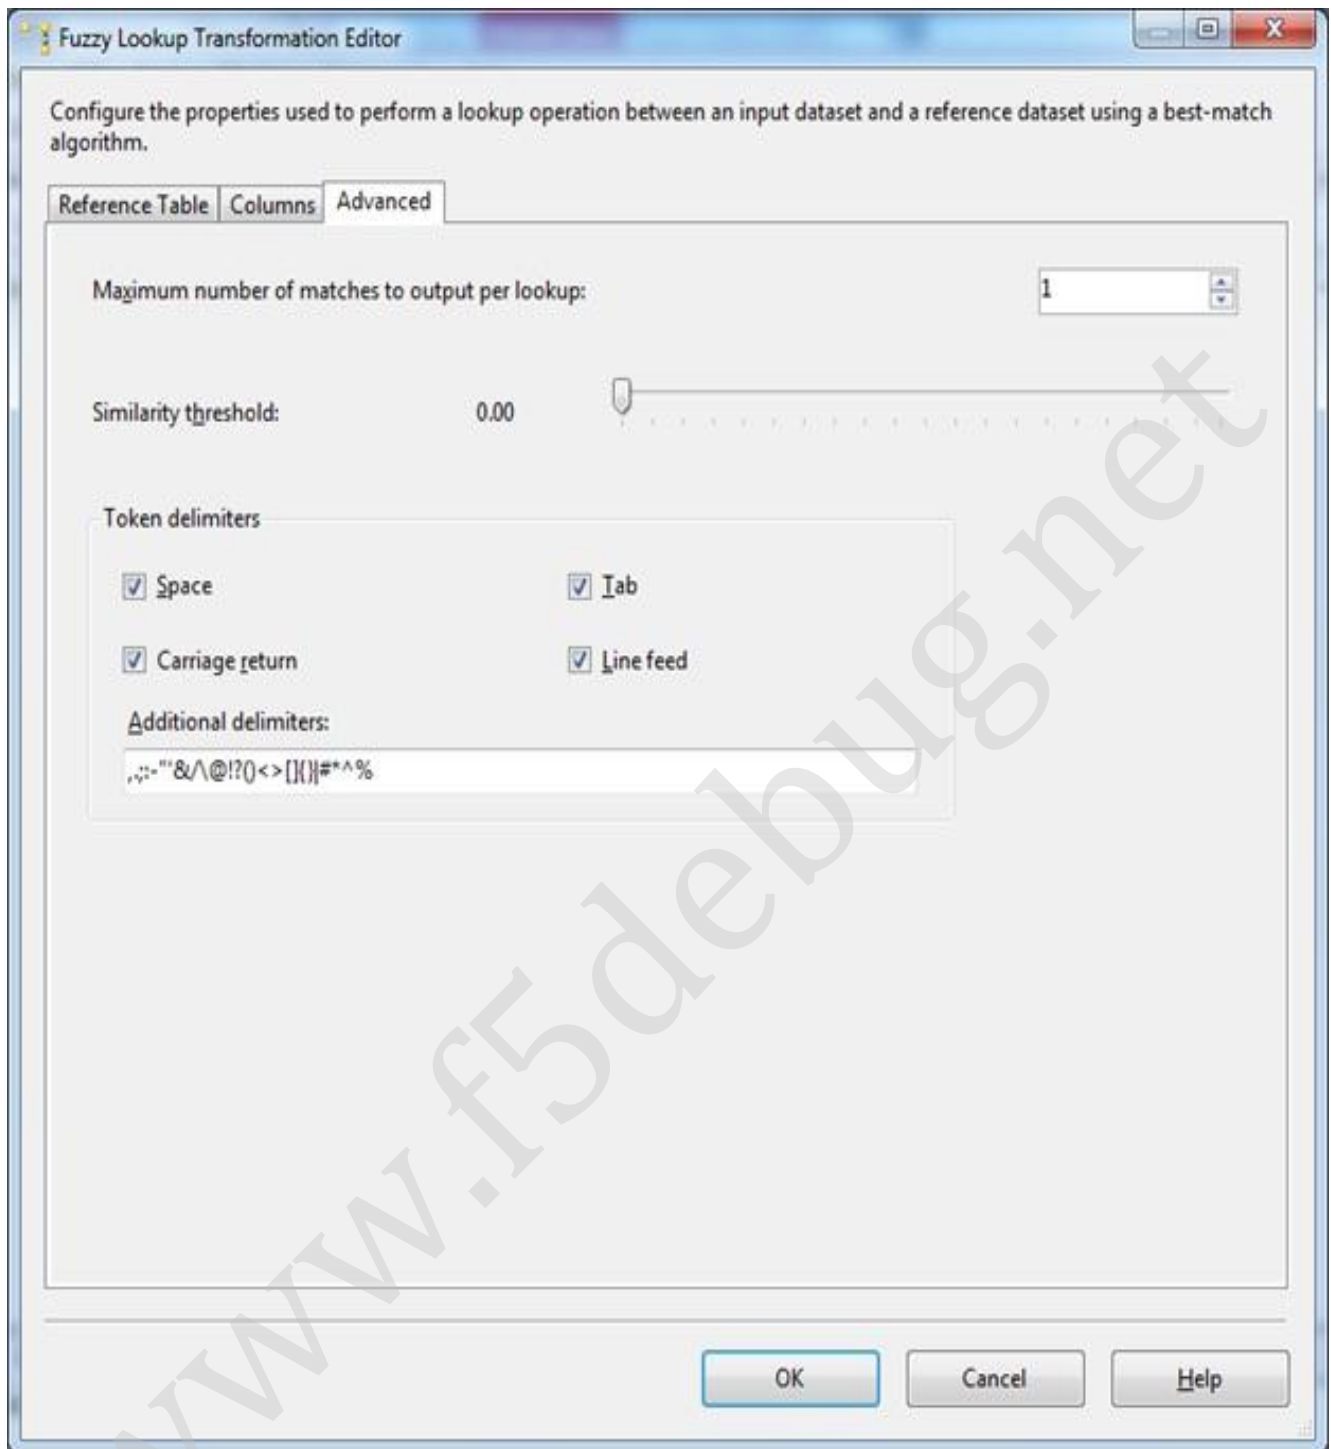 Fuzzy Lookup Transformation Editor
Configure the properties used to perform a lookup operation between an input dataset and a reference dataset using a best-match
algorithm.
Reference Table Columns Advanced
Maximum number of matches to output per lookup: 1
Similarity threshold: 0.00
Token delimiters
Space Tab
Carriage return Line feed
Additional delimiters:
,.;:-"'&/\@!?()<>[]{}|#*^%
OK Cancel Help
www.f5debug.net